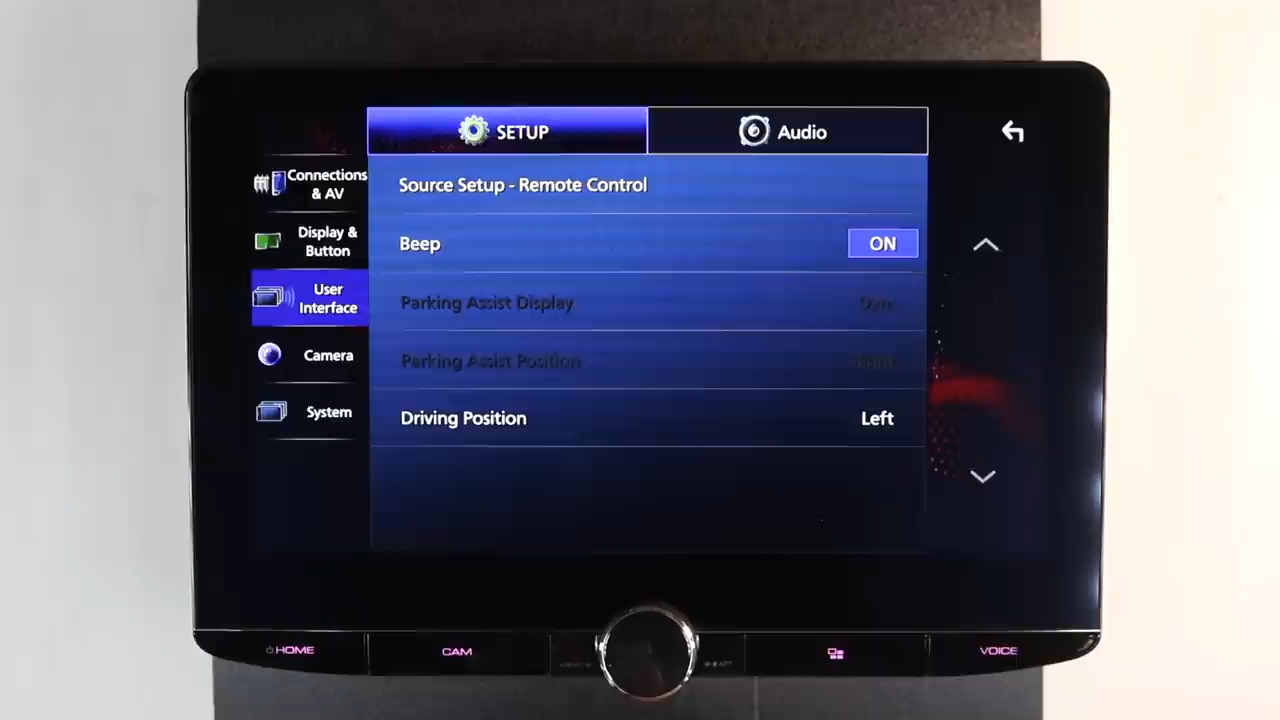 SETUP
Audio
Connections
& AV
Display &
Button
User
Interface
Camera
System
Source Setup - Remote Control
Beep
ON
Parking Assist Display
Parking Assist Position
Driving Position
Left
HOME
CAM
VOICE